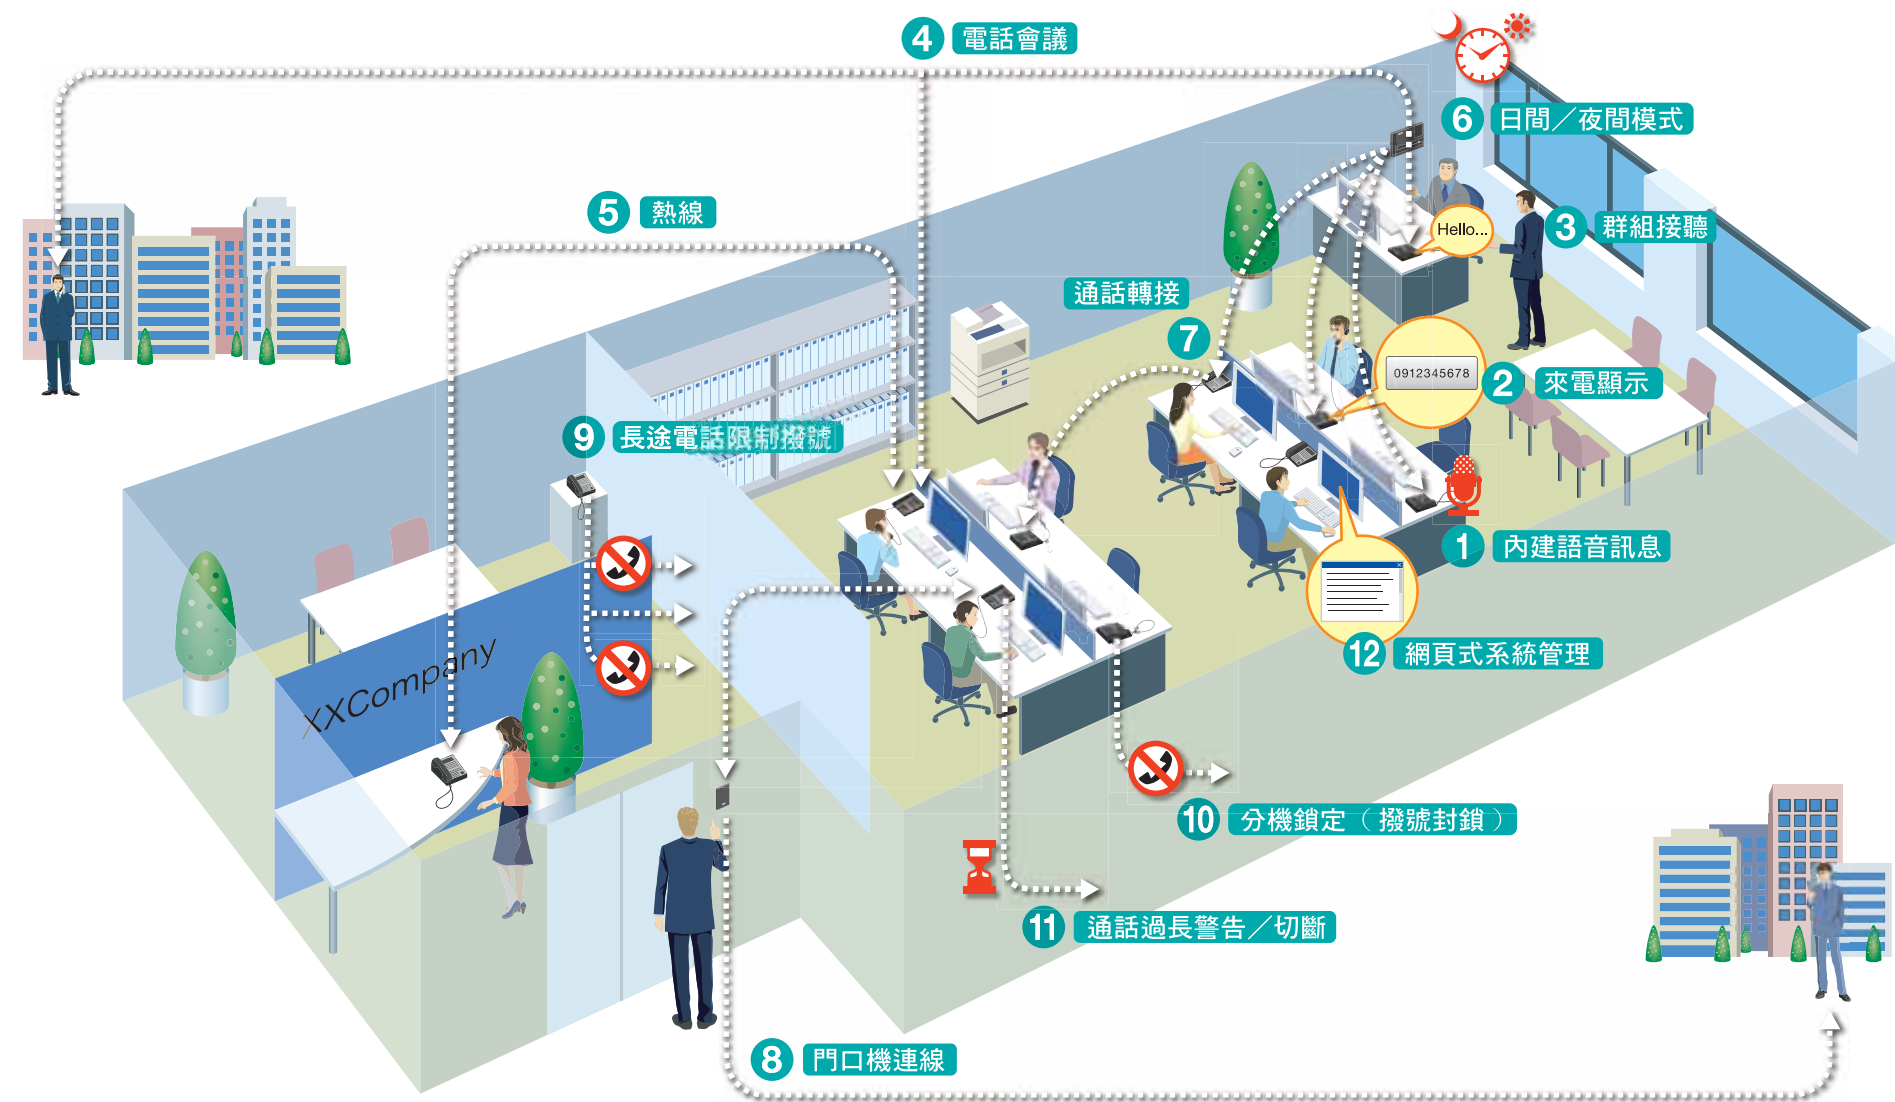 4 電話會議
6 日間／夜間模式
5 熱線
3 群組接聽
Hello...
通話轉接
7
0912345678
2 來電顯示
9 長途電話限制撥號
1 內建語音訊息
12 網頁式系統管理
XXCompany
10 分機鎖定（撥號封鎖）
11 通話過長警告／切斷
8 門口機連線